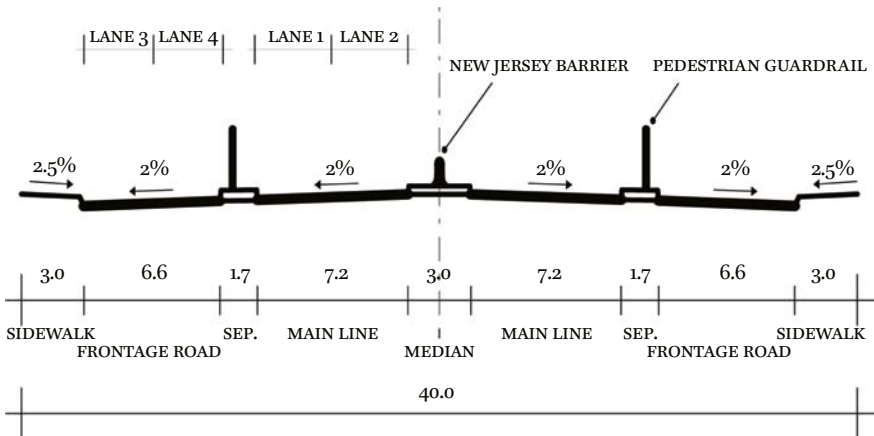 LANE 3 LANE 4 LANE 1 LANE 2
NEW JERSEY BARRIER PEDESTRIAN GUARDRAIL
2.5% 2% 2% 2% 2% 2.5%
3.0 6.6 1.7 7.2 3.0 7.2 1.7 6.6 3.0
SIDEWALK SEP. MAIN LINE MAIN LINE SEP. SIDEWALK
FRONTAGE ROAD MEDIAN FRONTAGE ROAD
40.0